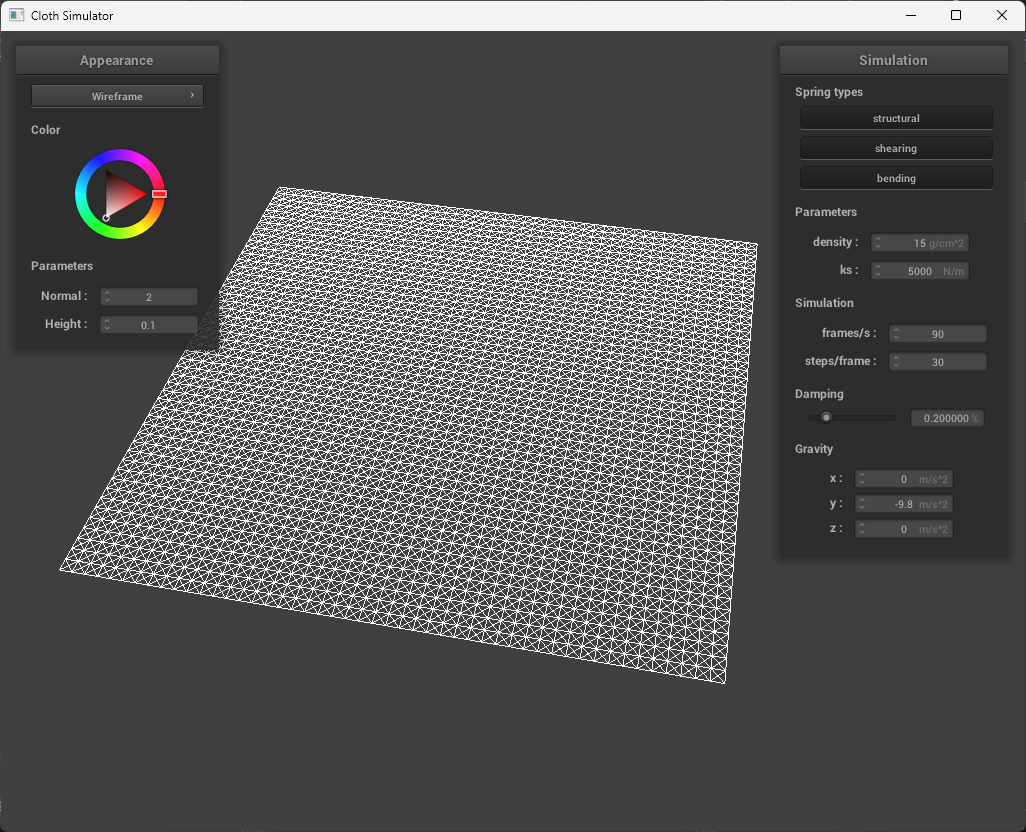 Cloth Simulator
Appearance
Wireframe
Color
Parameters
Normal : 2
Height : 0.1
Simulation
Spring types
structural
shearing
bending
Parameters
density : 15 g/cm^2
ks : 5000 N/m
Simulation
frames/s : 90
steps/frame : 30
Damping
0.200000 %
Gravity
x : 0 m/s^2
y : -9.8 m/s^2
z : 0 m/s^2